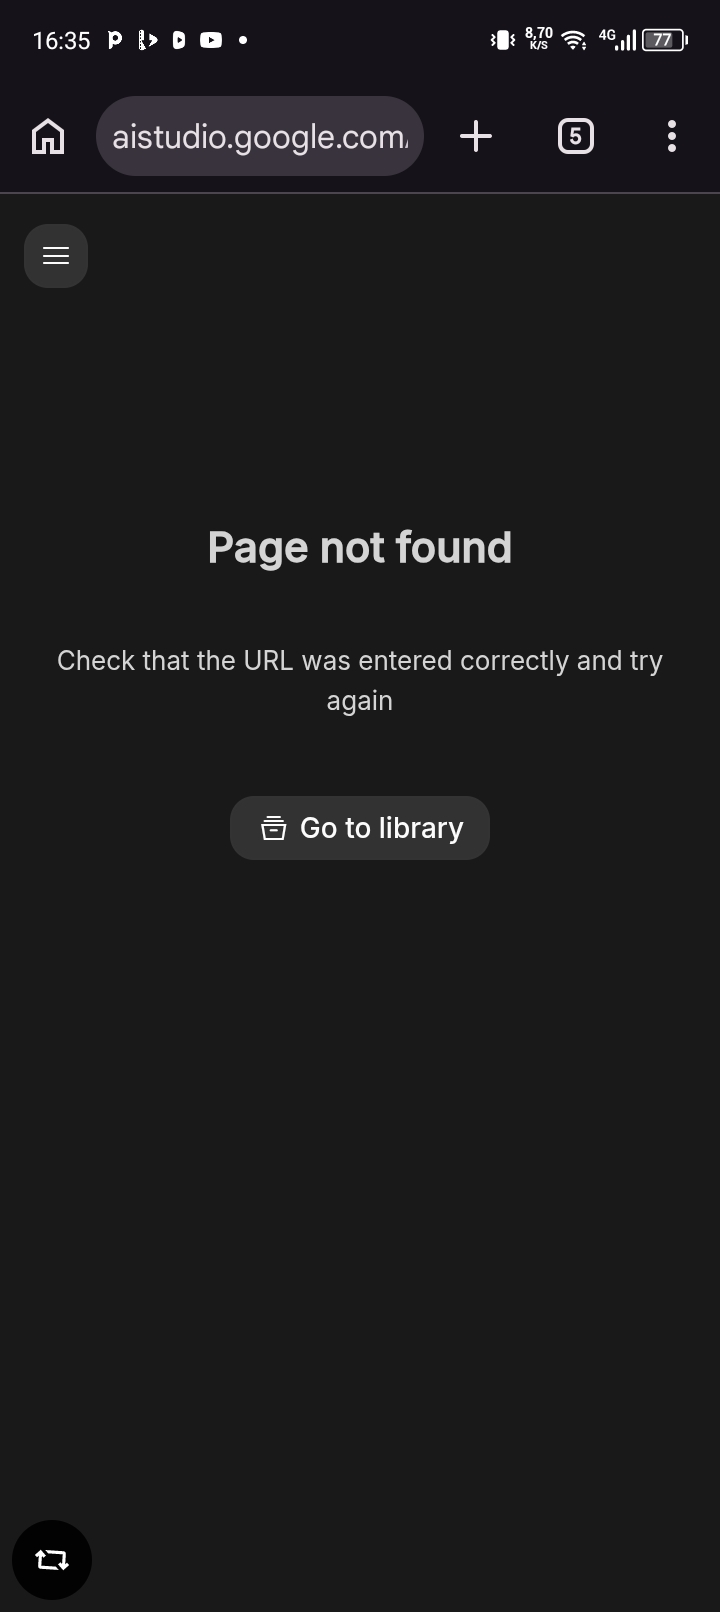 16:35
8,70
K/S
4G
77
aistudio.google.com/
5
Page not found
Check that the URL was entered correctly and try
again
Go to library